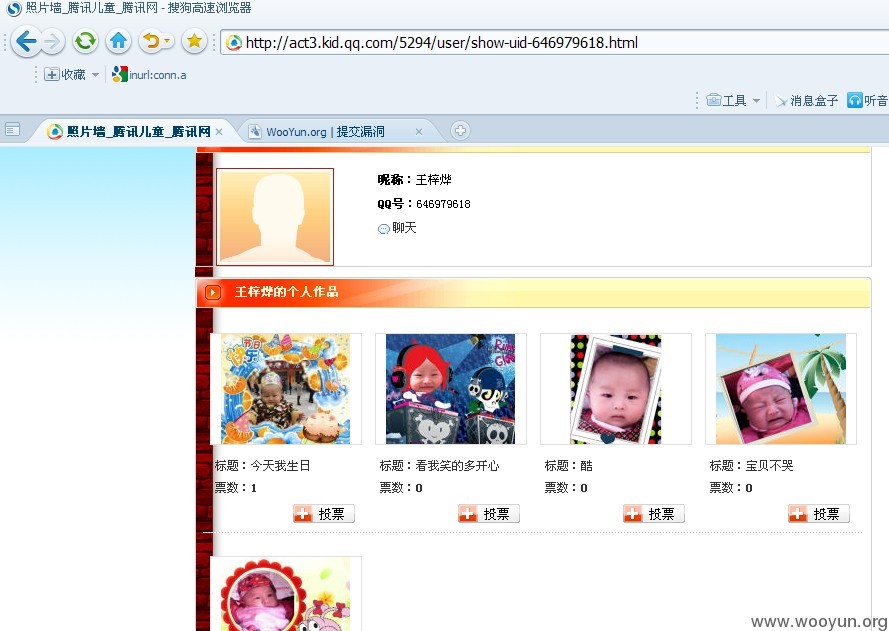 照片墙_腾讯儿童_腾讯网 - 搜狗高速浏览器
http://act3.kid.qq.com/5294/user/show-uid-646979618.html
收藏 inurl:conn.a
工具 消息盒子 听音
照片墙_腾讯儿童_腾讯网 × WooYun.org | 提交漏洞 ×
昵称：王梓烨
QQ号：646979618
聊天
王梓烨的个人作品
节日
快乐
标题：今天我生日 标题：看我笑的多开心 标题：酷 标题：宝贝不哭
票数：1 票数：0 票数：0 票数：0
投票 投票 投票 投票
www.wooyun.org